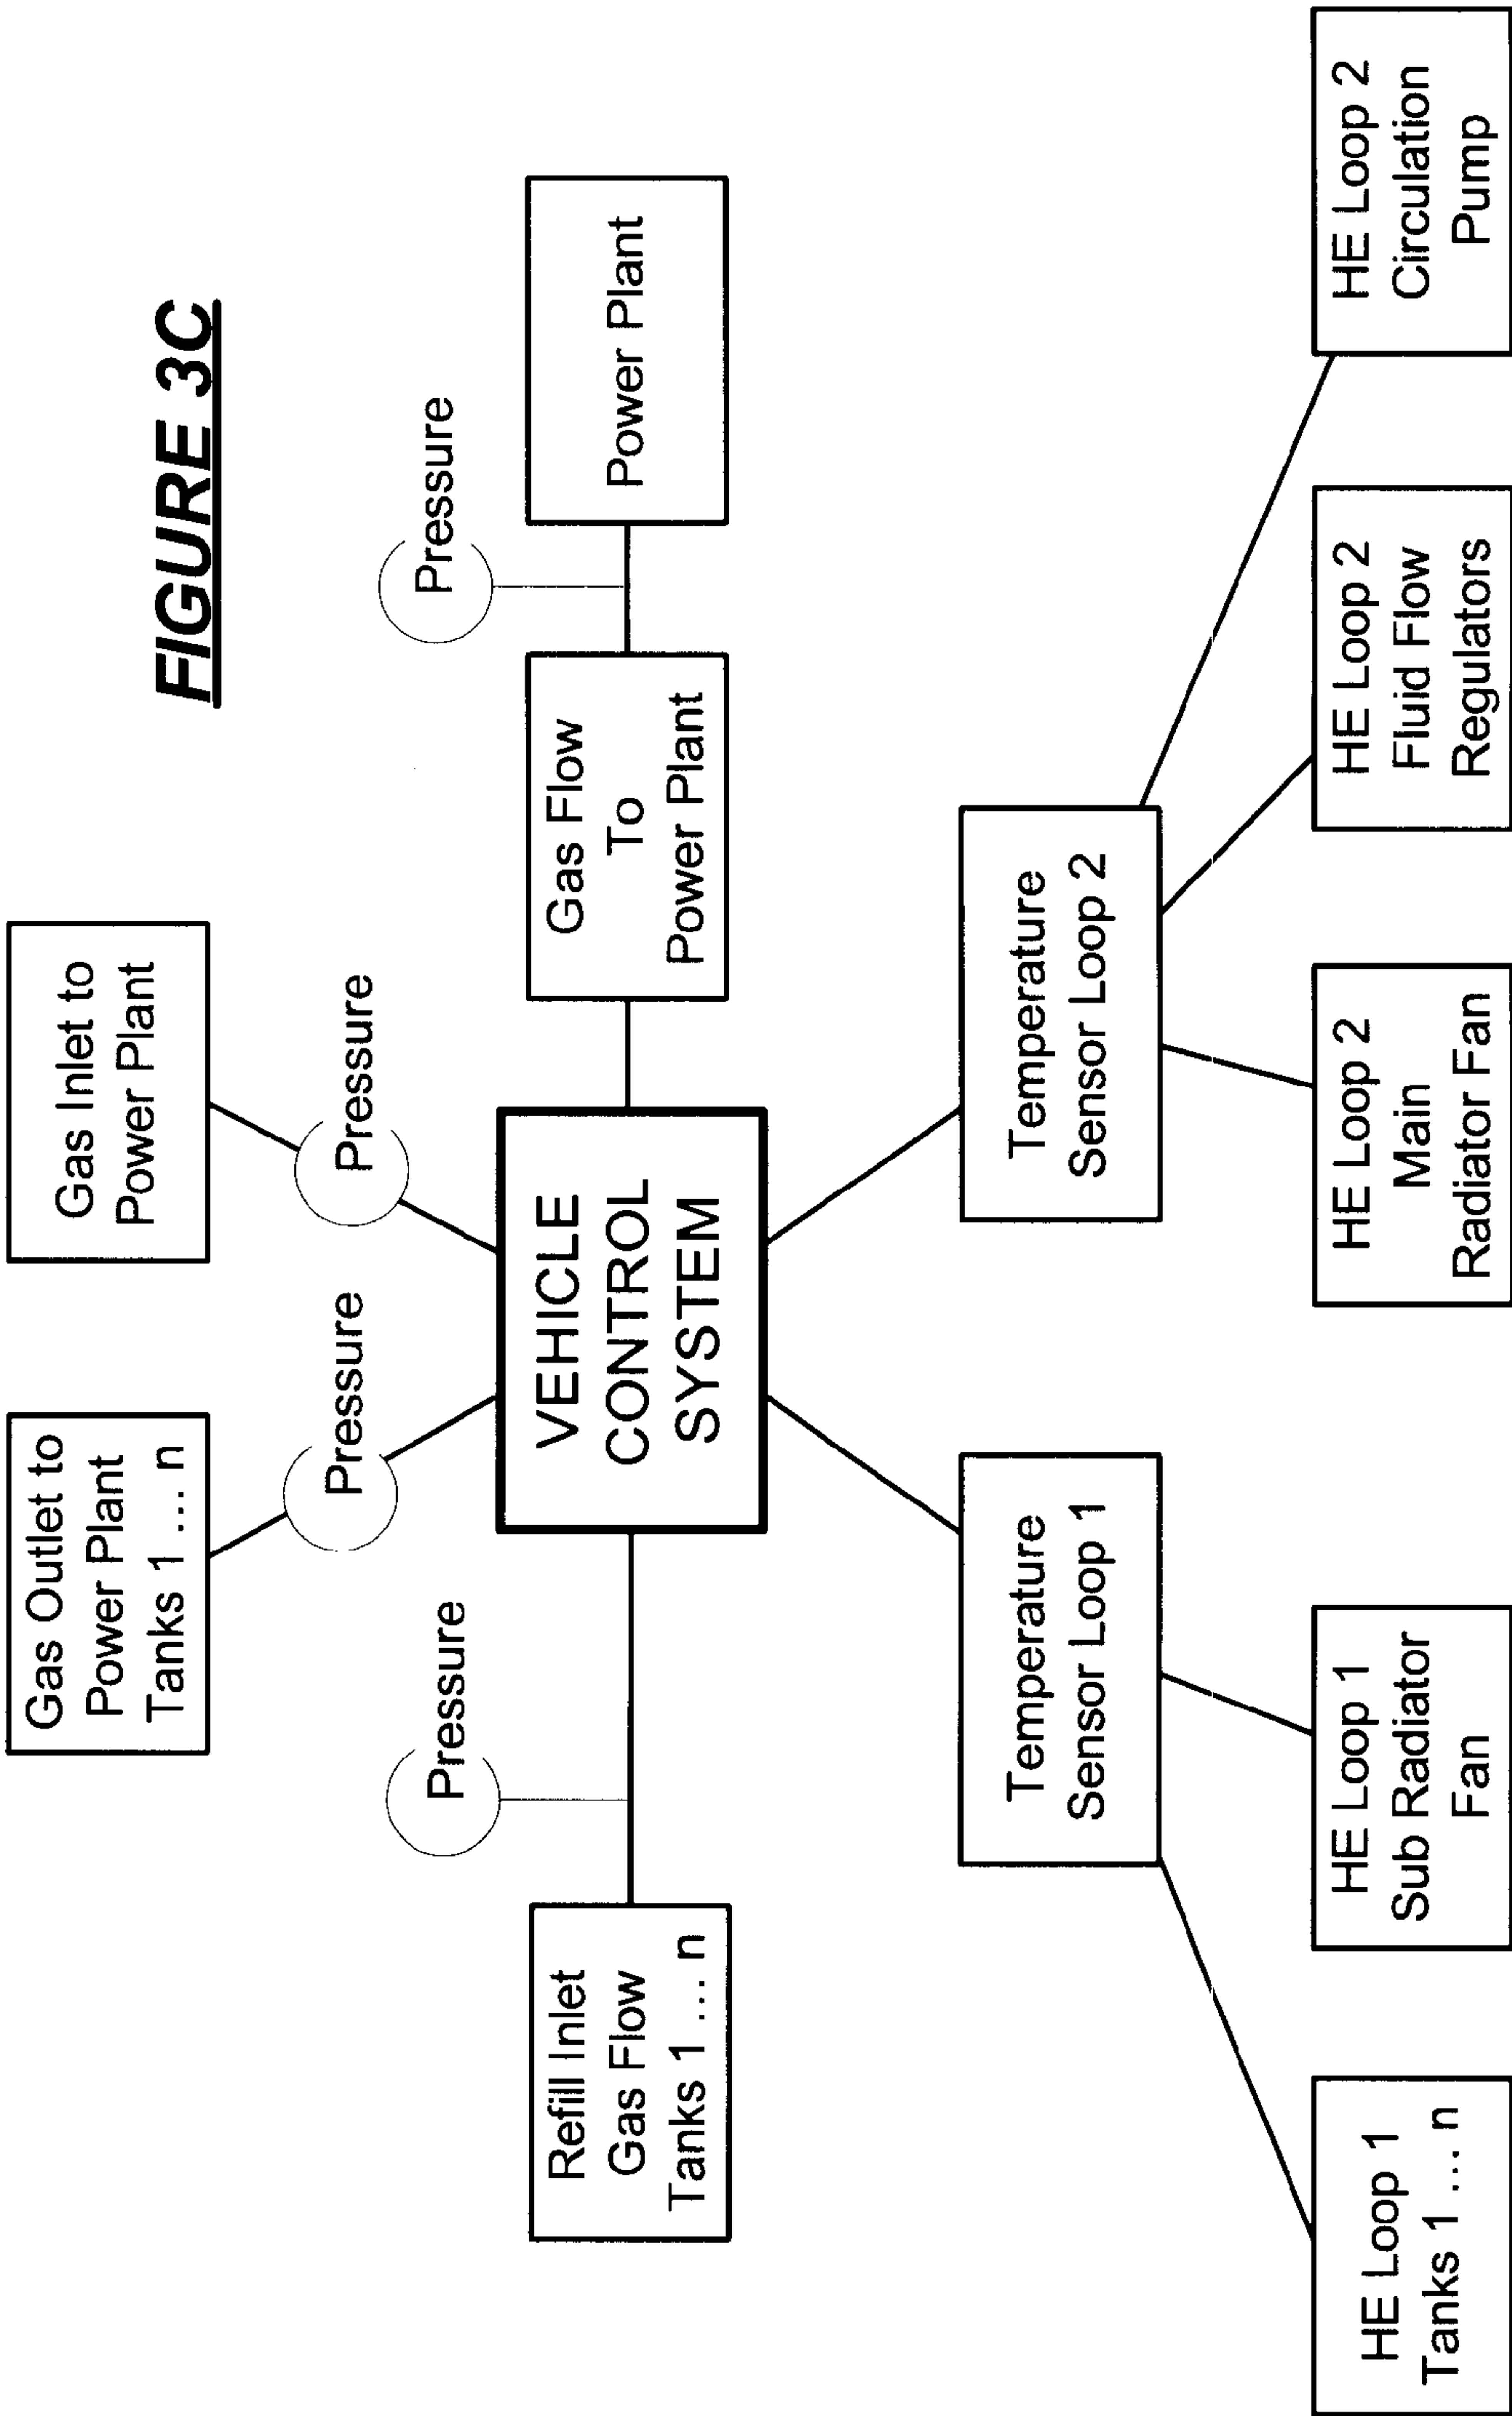 FIGURE 3C
Gas Outlet to
Power Plant
Tanks 1 ... n
Gas Inlet to
Power Plant
Pressure
Pressure
Pressure
Pressure
Refill Inlet
Gas Flow
Tanks 1 ... n
VEHICLE
CONTROL
SYSTEM
Gas Flow
To
Power Plant
Power Plant
Temperature
Sensor Loop 1
Temperature
Sensor Loop 2
HE Loop 1
Tanks 1 ... n
HE Loop 1
Sub Radiator
Fan
HE Loop 2
Main
Radiator Fan
HE Loop 2
Fluid Flow
Regulators
HE Loop 2
Circulation
Pump